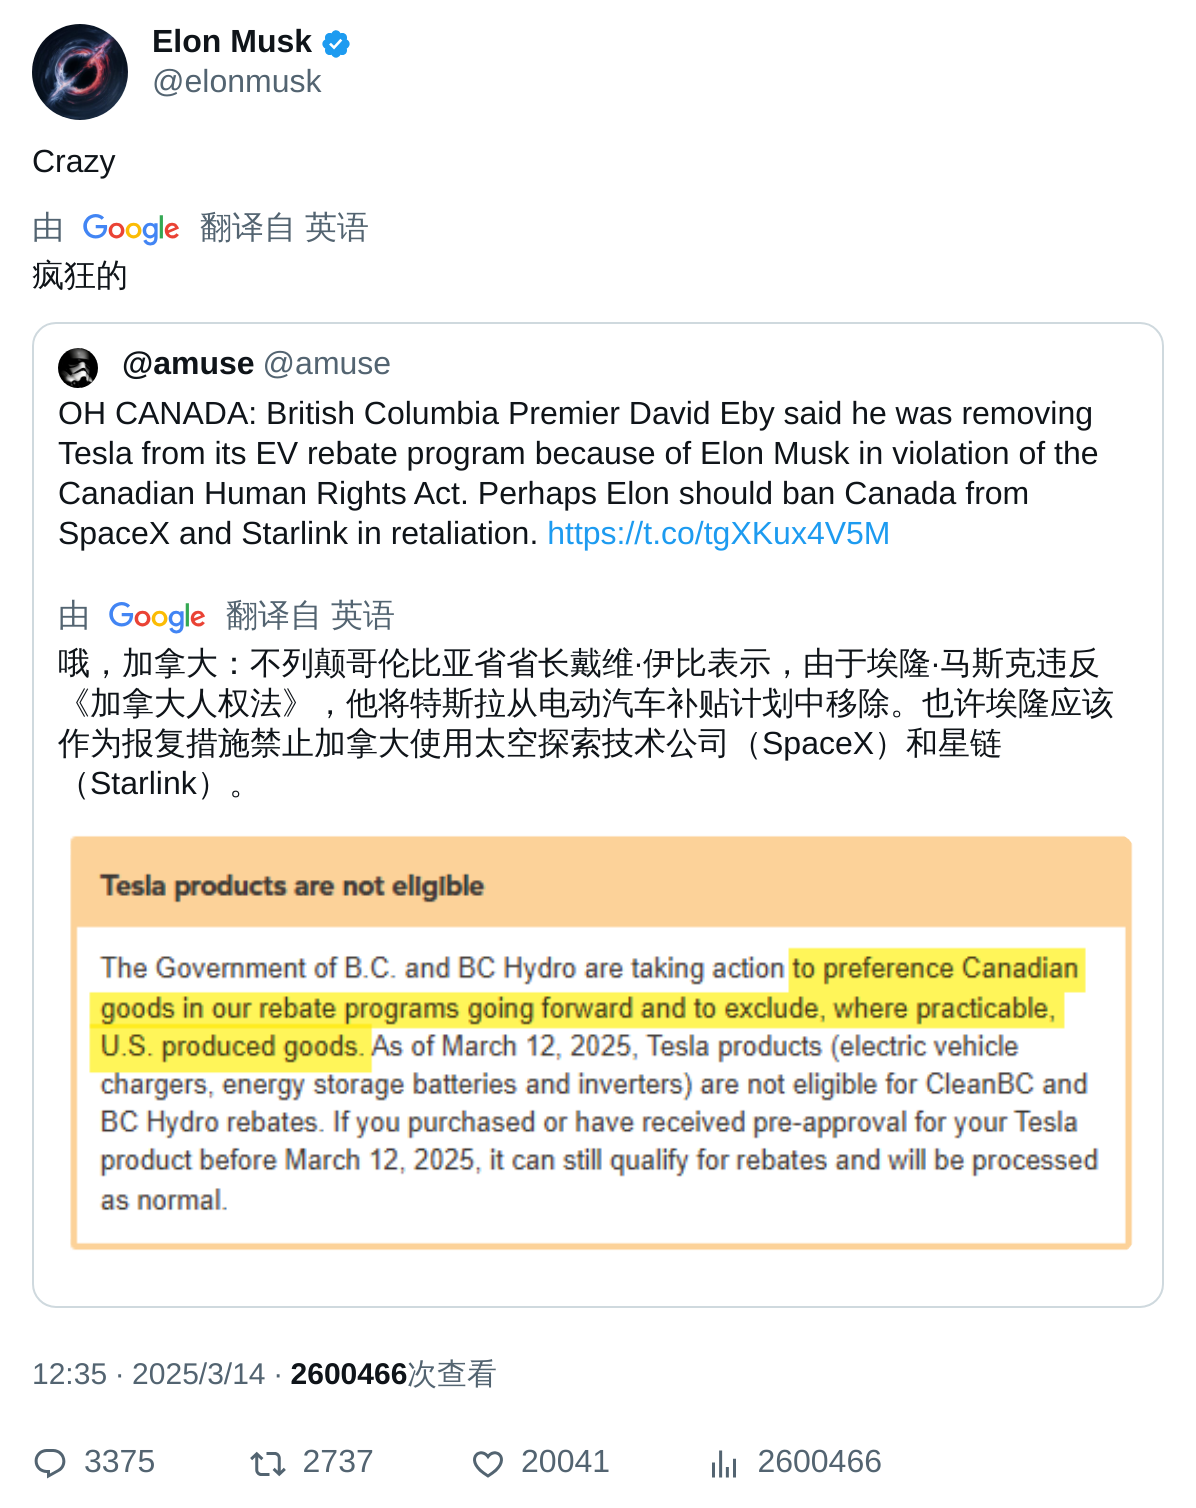 Elon Musk
@elonmusk
Crazy
由 Google 翻译自 英语
疯狂的
@amuse @amuse
OH CANADA: British Columbia Premier David Eby said he was removing
Tesla from its EV rebate program because of Elon Musk in violation of the
Canadian Human Rights Act. Perhaps Elon should ban Canada from
SpaceX and Starlink in retaliation. https://t.co/tgXKux4V5M
由 Google 翻译自 英语
哦，加拿大：不列颠哥伦比亚省省长戴维·伊比表示，由于埃隆·马斯克违反
《加拿大人权法》，他将特斯拉从电动汽车补贴计划中移除。也许埃隆应该
作为报复措施禁止加拿大使用太空探索技术公司（SpaceX）和星链
（Starlink）。
Tesla products are not eligible
The Government of B.C. and BC Hydro are taking action to preference Canadian
goods in our rebate programs going forward and to exclude, where practicable,
U.S. produced goods. As of March 12, 2025, Tesla products (electric vehicle
chargers, energy storage batteries and inverters) are not eligible for CleanBC and
BC Hydro rebates. If you purchased or have received pre-approval for your Tesla
product before March 12, 2025, it can still qualify for rebates and will be processed
as normal.
12:35 · 2025/3/14 · 2600466次查看
3375 2737 20041 2600466